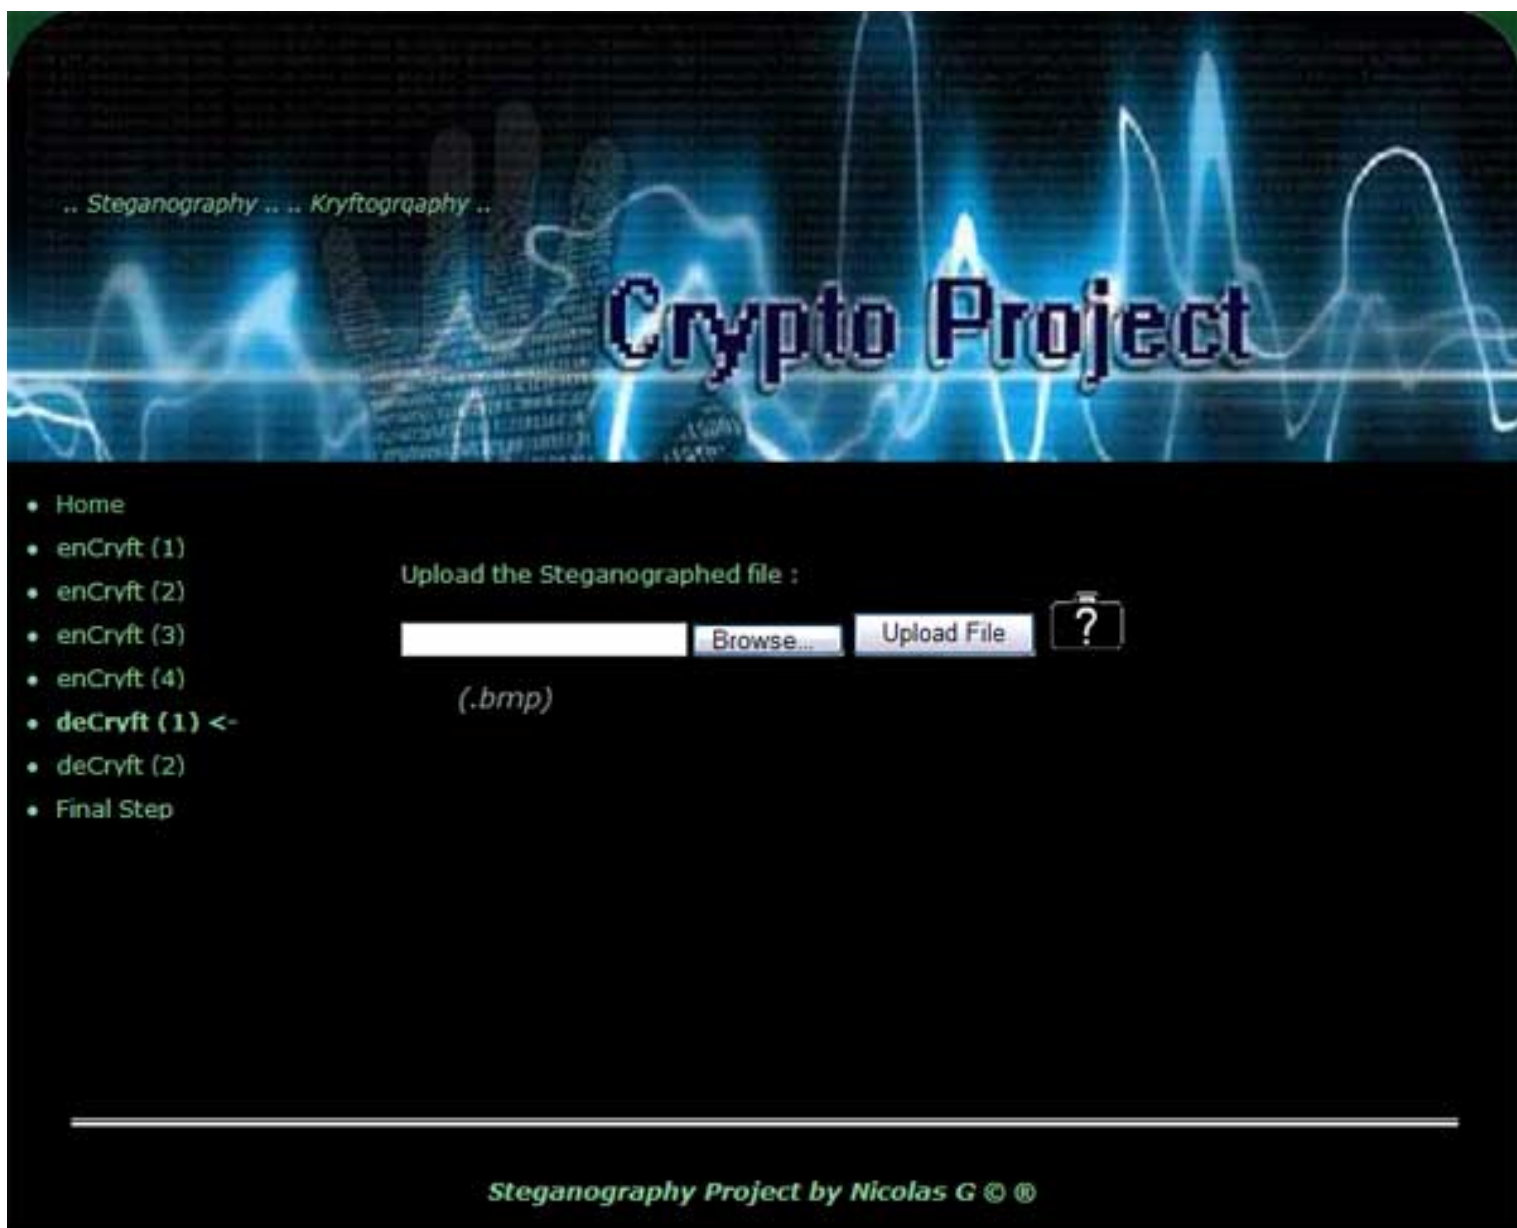 .. Steganography .. .. Kryftogrqaphy ..
Crypto Project
Home
enCryft (1)
enCryft (2)
enCryft (3)
enCryft (4)
deCryft (1) <-
deCryft (2)
Final Step
Upload the Steganographed file :
Browse... Upload File ?
(.bmp)
Steganography Project by Nicolas G © ®